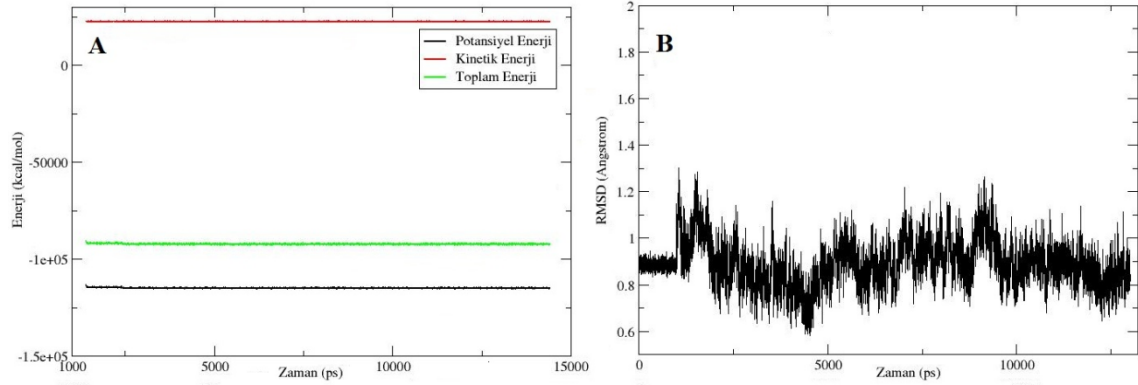 A
Potansiyel Enerji
Kinetik Enerji
Toplam Enerji
0
-50000
-1e+05
-1.5e+05
Enerji (kcal/mol)
1000
5000
10000
15000
Zaman (ps)
B
2
1.8
1.6
1.4
1.2
1
0.8
0.6
RMSD (Angstrom)
0
5000
10000
Zaman (ps)